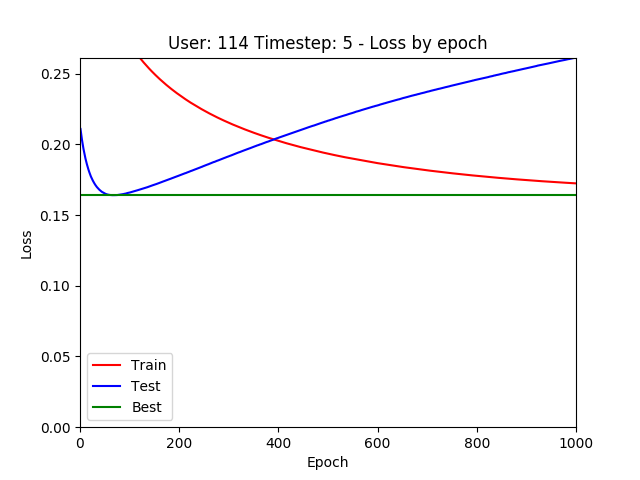 User: 114 Timestep: 5 - Loss by epoch
Loss
0.25
0.20
0.15
0.10
0.05
0.00
Train
Test
Best
0 200 400 600 800 1000
Epoch